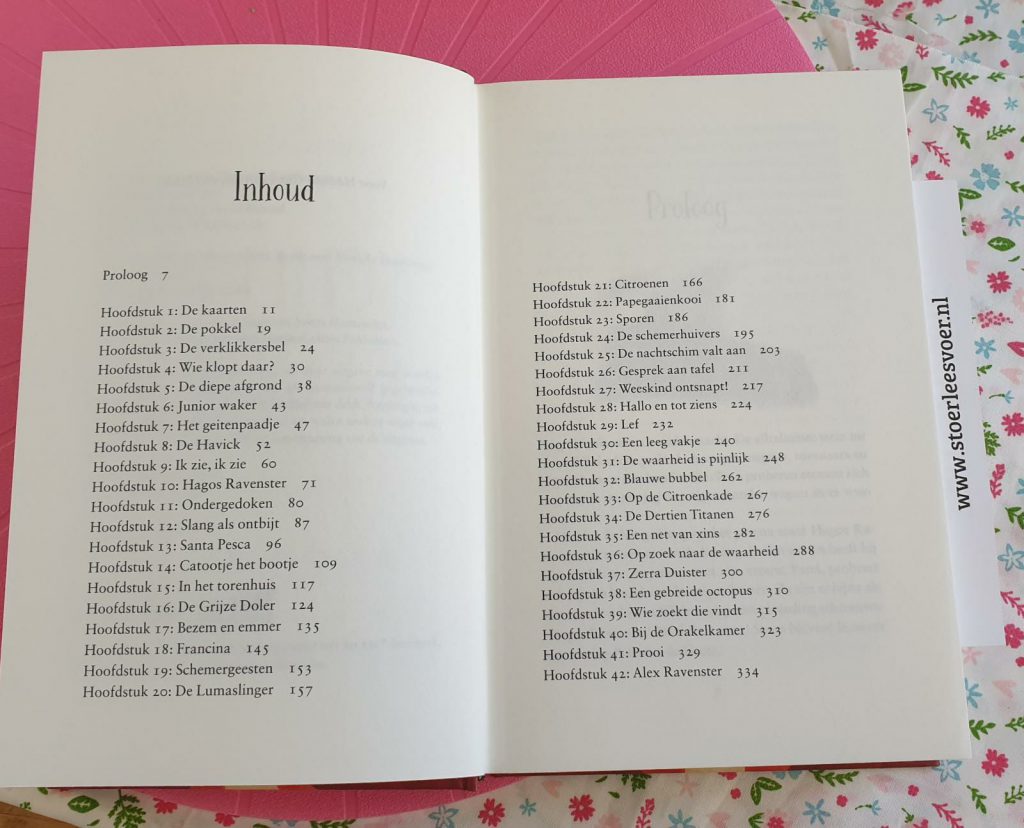 Inhoud
Proloog 7
Hoofdstuk 1: De kaarten 11
Hoofdstuk 2: De pokkel 19
Hoofdstuk 3: De verklikkersbel 24
Hoofdstuk 4: Wie klopt daar? 30
Hoofdstuk 5: De diepe afgrond 38
Hoofdstuk 6: Junior waker 43
Hoofdstuk 7: Het geitenpaadje 47
Hoofdstuk 8: De Havick 52
Hoofdstuk 9: Ik zie, ik zie 60
Hoofdstuk 10: Hagos Ravenster 71
Hoofdstuk 11: Ondergedoken 80
Hoofdstuk 12: Slang als ontbijt 87
Hoofdstuk 13: Santa Pesca 96
Hoofdstuk 14: Catootje het bootje 109
Hoofdstuk 15: In het torenhuis 117
Hoofdstuk 16: De Grijze Doler 124
Hoofdstuk 17: Bezem en emmer 135
Hoofdstuk 18: Francina 145
Hoofdstuk 19: Schemergeesten 153
Hoofdstuk 20: De Lumaslinger 157
Proloog
Hoofdstuk 21: Citroenen 166
Hoofdstuk 22: Papegaaienkooi 181
Hoofdstuk 23: Sporen 186
Hoofdstuk 24: De schemerhuivers 195
Hoofdstuk 25: De nachtschim valt aan 203
Hoofdstuk 26: Gesprek aan tafel 211
Hoofdstuk 27: Weeskind ontsnapt! 217
Hoofdstuk 28: Hallo en tot ziens 224
Hoofdstuk 29: Lef 232
Hoofdstuk 30: Een leeg vakje 240
Hoofdstuk 31: De waarheid is pijnlijk 248
Hoofdstuk 32: Blauwe bubbel 262
Hoofdstuk 33: Op de Citroenkade 267
Hoofdstuk 34: De Dertien Titanen 276
Hoofdstuk 35: Een net van xins 282
Hoofdstuk 36: Op zoek naar de waarheid 288
Hoofdstuk 37: Zerra Duister 300
Hoofdstuk 38: Een gebreide octopus 310
Hoofdstuk 39: Wie zoekt die vindt 315
Hoofdstuk 40: Bij de Orakelkamer 323
Hoofdstuk 41: Prooi 329
Hoofdstuk 42: Alex Ravenster 334
www.stoerleesvoer.nl